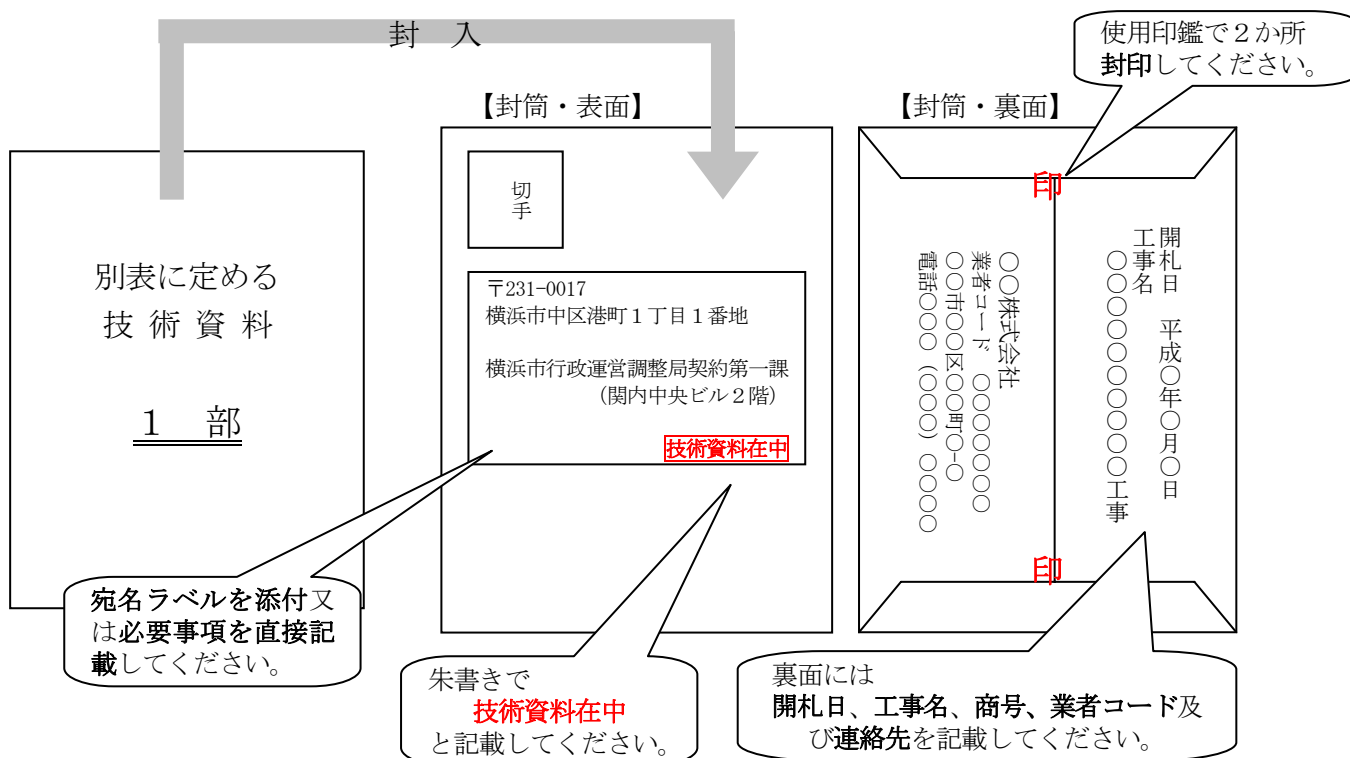 封　入
使用印鑑で２か所
封印してください。
【封筒・表面】
【封筒・裏面】
別表に定める
技 術 資 料
１　部
切手
〒231-0017
横浜市中区港町１丁目１番地
横浜市行政運営調整局契約第一課
（関内中央ビル２階）
技術資料在中
印
開札日　平成○年○月○日
工事名
○○○○○○○○○○工事
○○株式会社
業者コード　○○○○○○○
○○市○○区○○町○-○
電話○○○（○○○）○○○○
印
宛名ラベルを添付又
は必要事項を直接記
載してください。
朱書きで
技術資料在中
と記載してください。
裏面には
開札日、工事名、商号、業者コード及
び連絡先を記載してください。